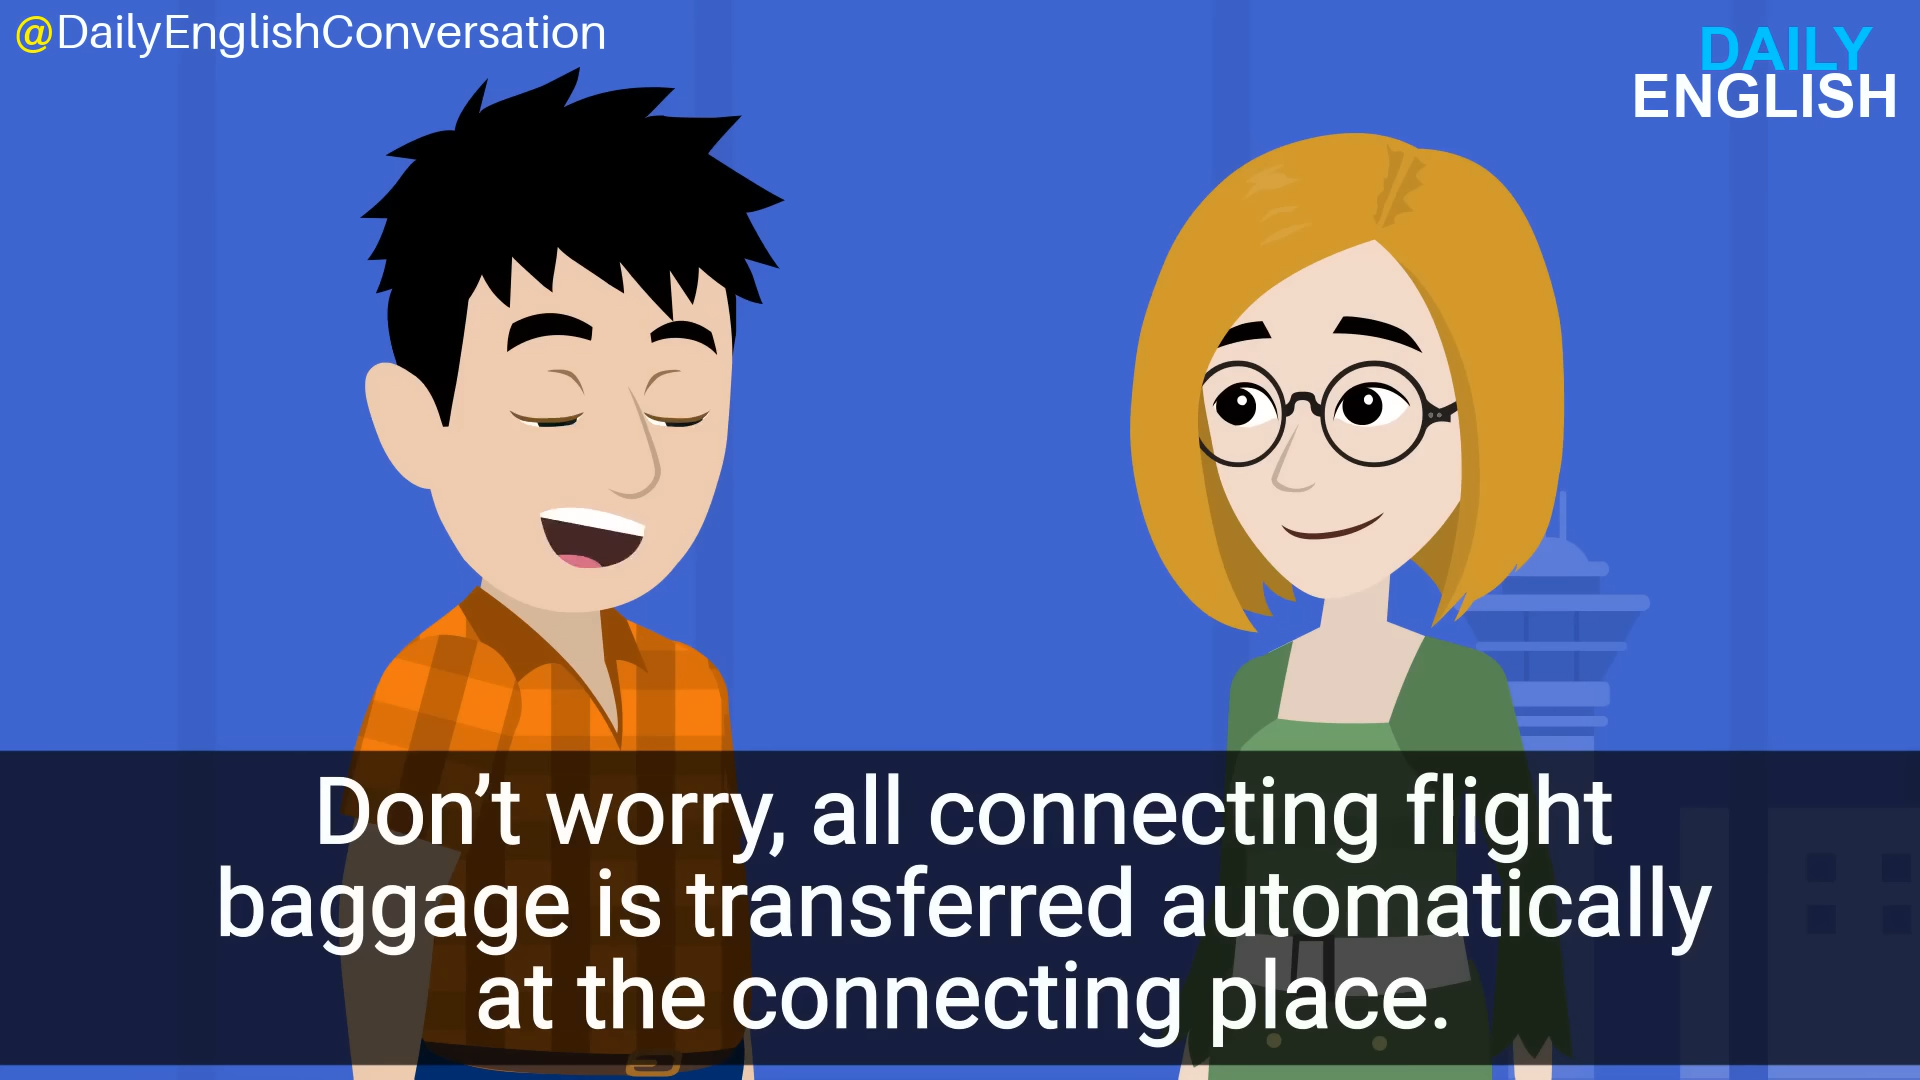 @DailyEnglishConversation
DAILY
ENGLISH
Don’t worry, all connecting flight
baggage is transferred automatically
at the connecting place.